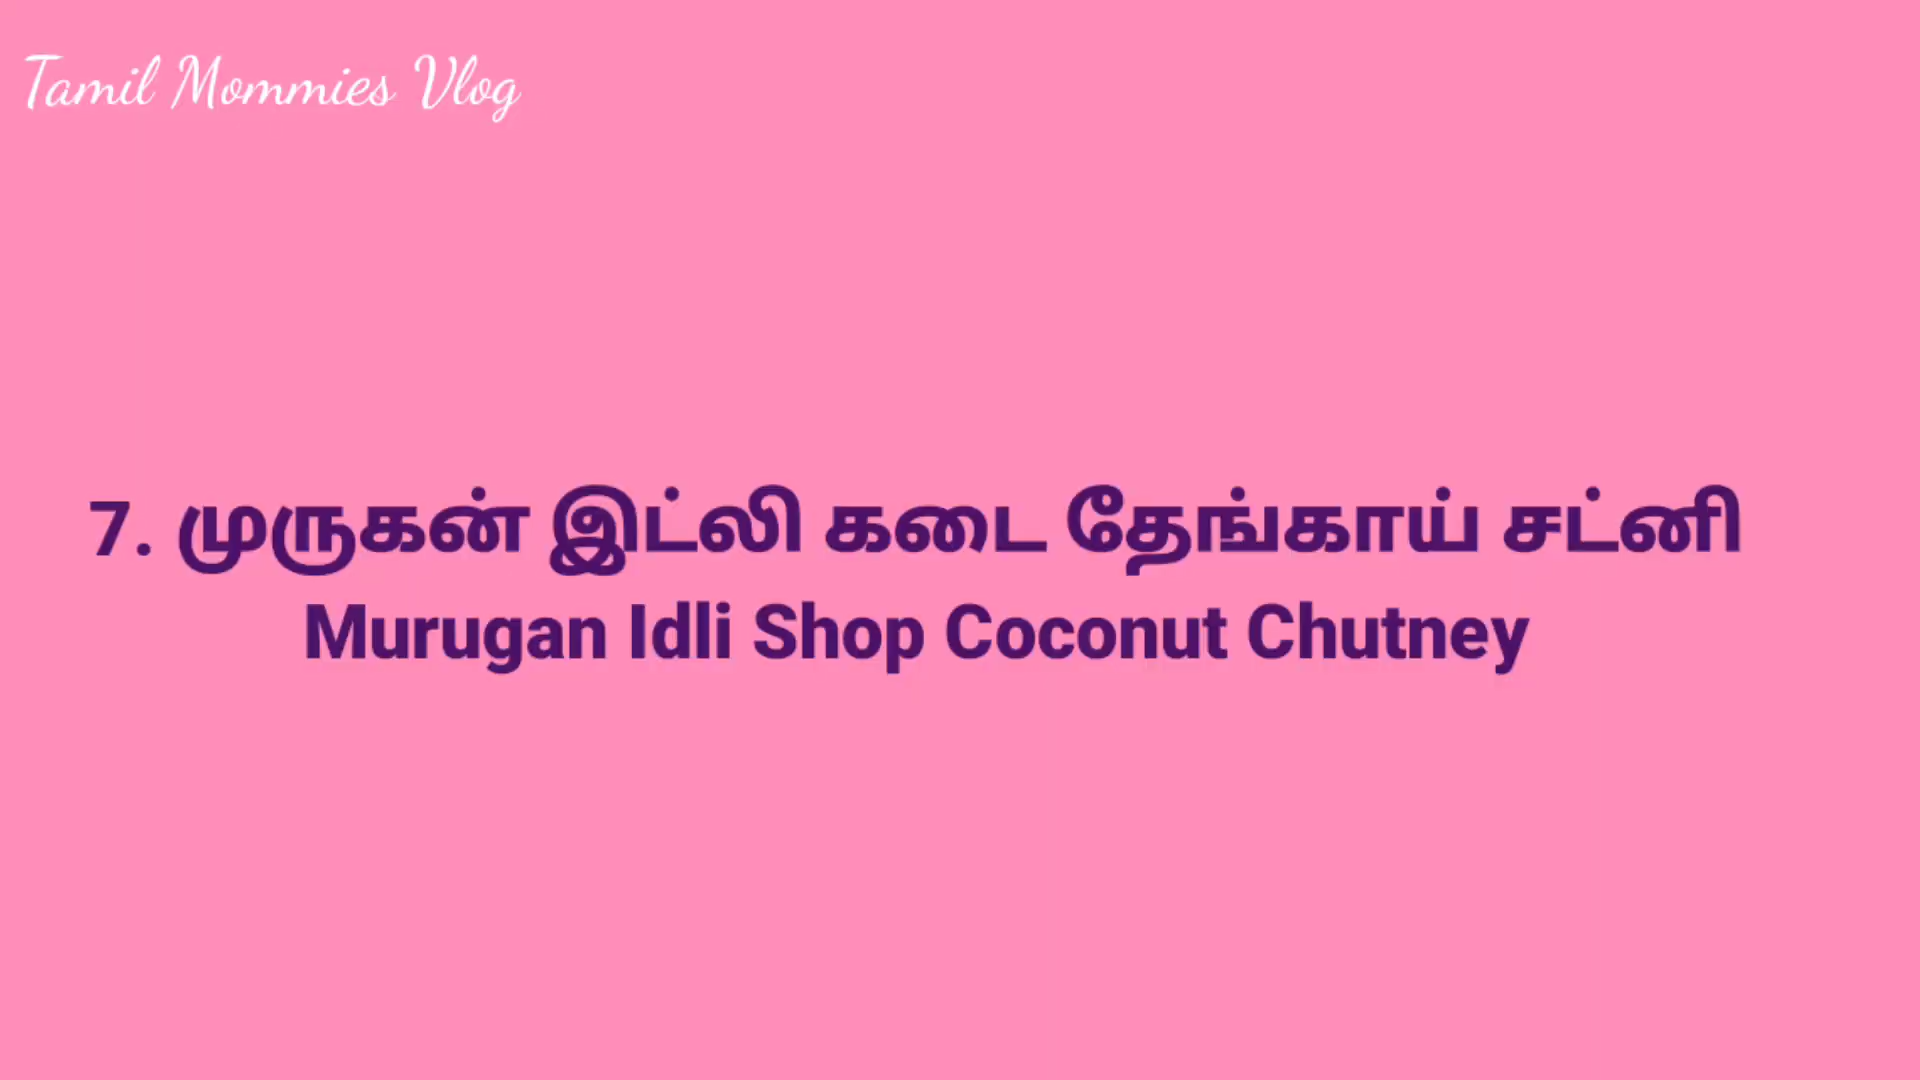 Tamil Mommies Vlog
7. முருகன் இட்லி கடை தேங்காய் சட்னி
Murugan Idli Shop Coconut Chutney